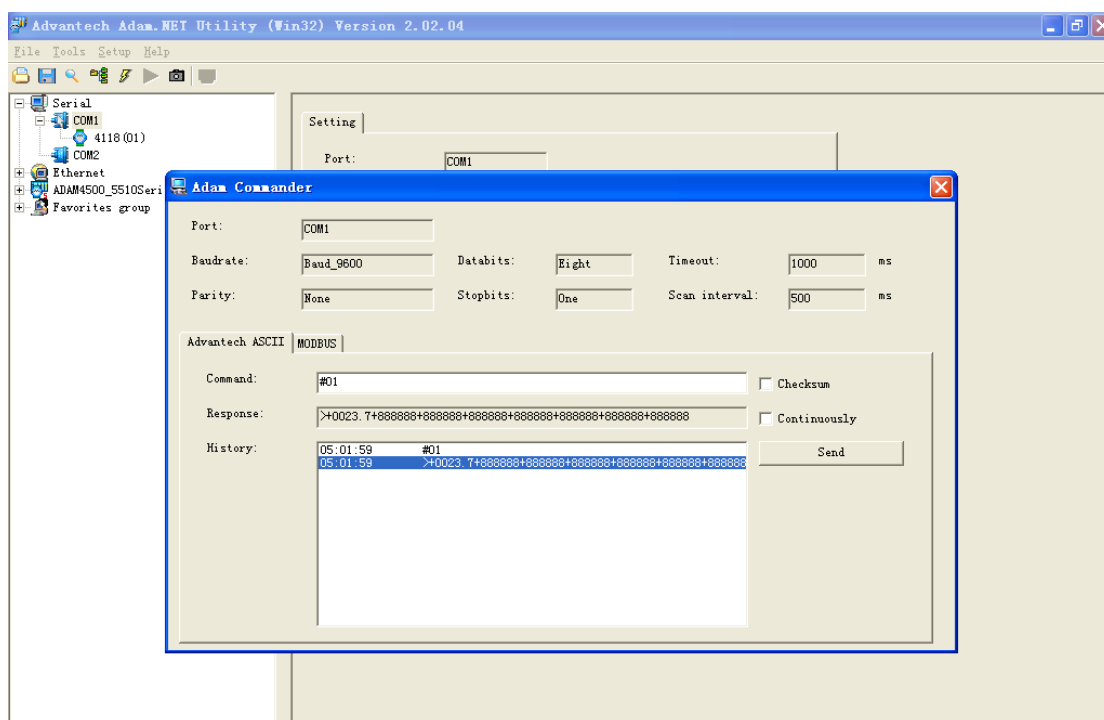 Advantech Adam.NET Utility (Win32) Version 2.02.04
File Tools Setup Help
Serial
COM1
4118(01)
COM2
Ethernet
ADAM4500_5510Seri
Favorites group
Setting
Port: COM1
Adam Commander
Port: COM1
Baudrate: Baud_9600 Databits: Eight Timeout: 1000 ms
Parity: None Stopbits: One Scan interval: 500 ms
Advantech ASCII MODBUS
Command: #01 Checksum
Response: >+0023.7+888888+888888+888888+888888+888888+888888+888888 Continuously
History: Send
05:01:59 #01
05:01:59 >+0023.7+888888+888888+888888+888888+888888+888888